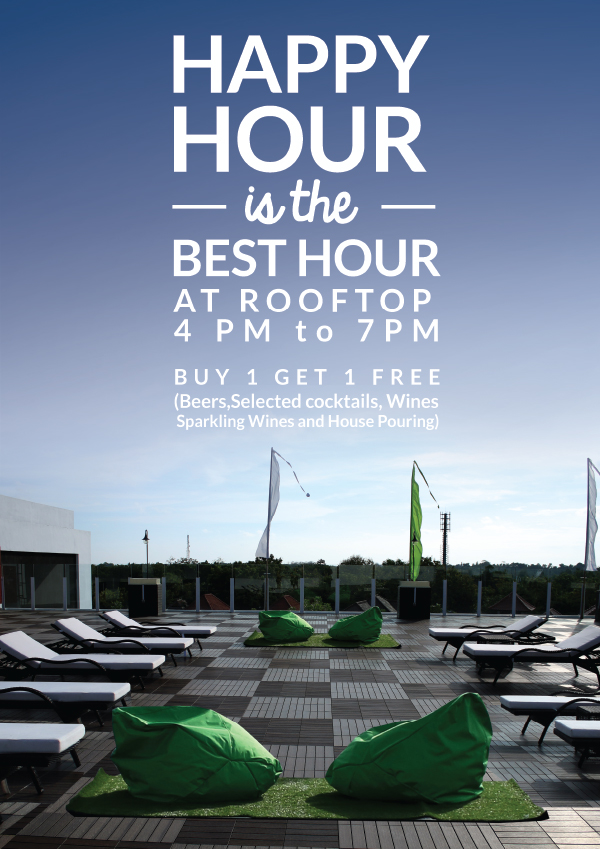 HAPPY
HOUR
is the
BEST HOUR
AT ROOFTOP
4 PM to 7PM
BUY 1 GET 1 FREE
(Beers,Selected cocktails, Wines
Sparkling Wines and House Pouring)